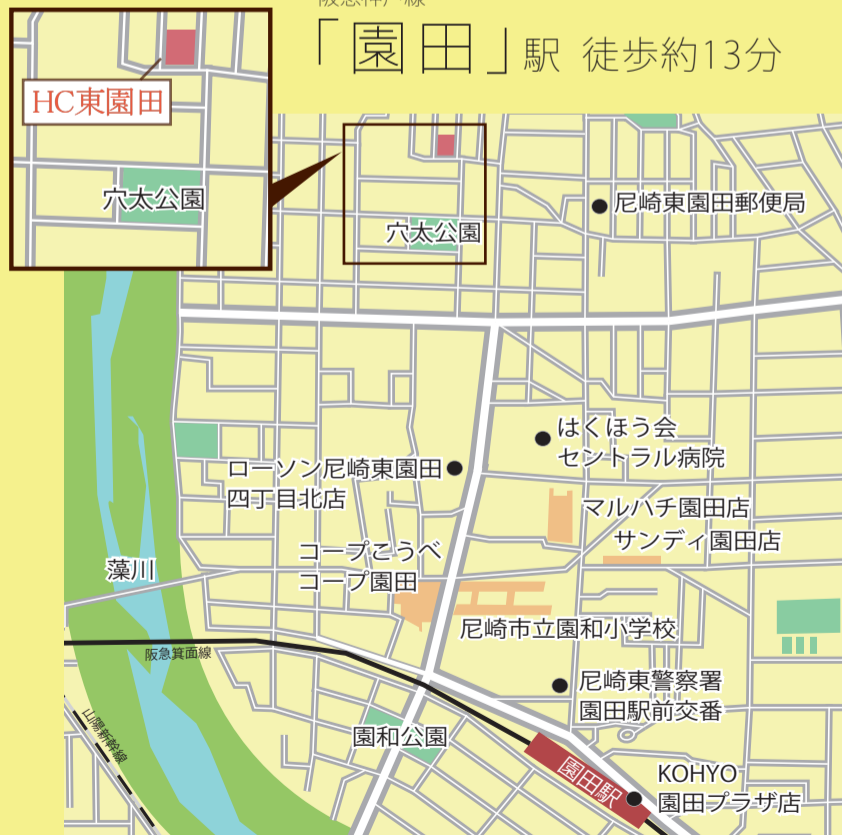 阪急神戸線
「園田」駅 徒歩約13分
HC東園田
穴太公園
穴太公園
尼崎東園田郵便局
はくほう会
セントラル病院
ローソン尼崎東園田
四丁目北店
マルハチ園田店
サンディ園田店
コープこうべ
コープ園田
藻川
尼崎市立園和小学校
阪急箕面線
尼崎東警察署
園田駅前交番
山陽新幹線
園和公園
園田駅
KOHYO
園田プラザ店